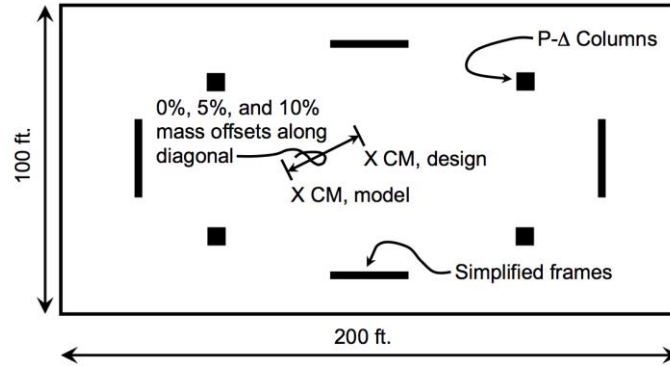 P-Δ Columns
0%, 5%, and 10%
mass offsets along
diagonal
X CM, design
X CM, model
100 ft.
Simplified frames
200 ft.